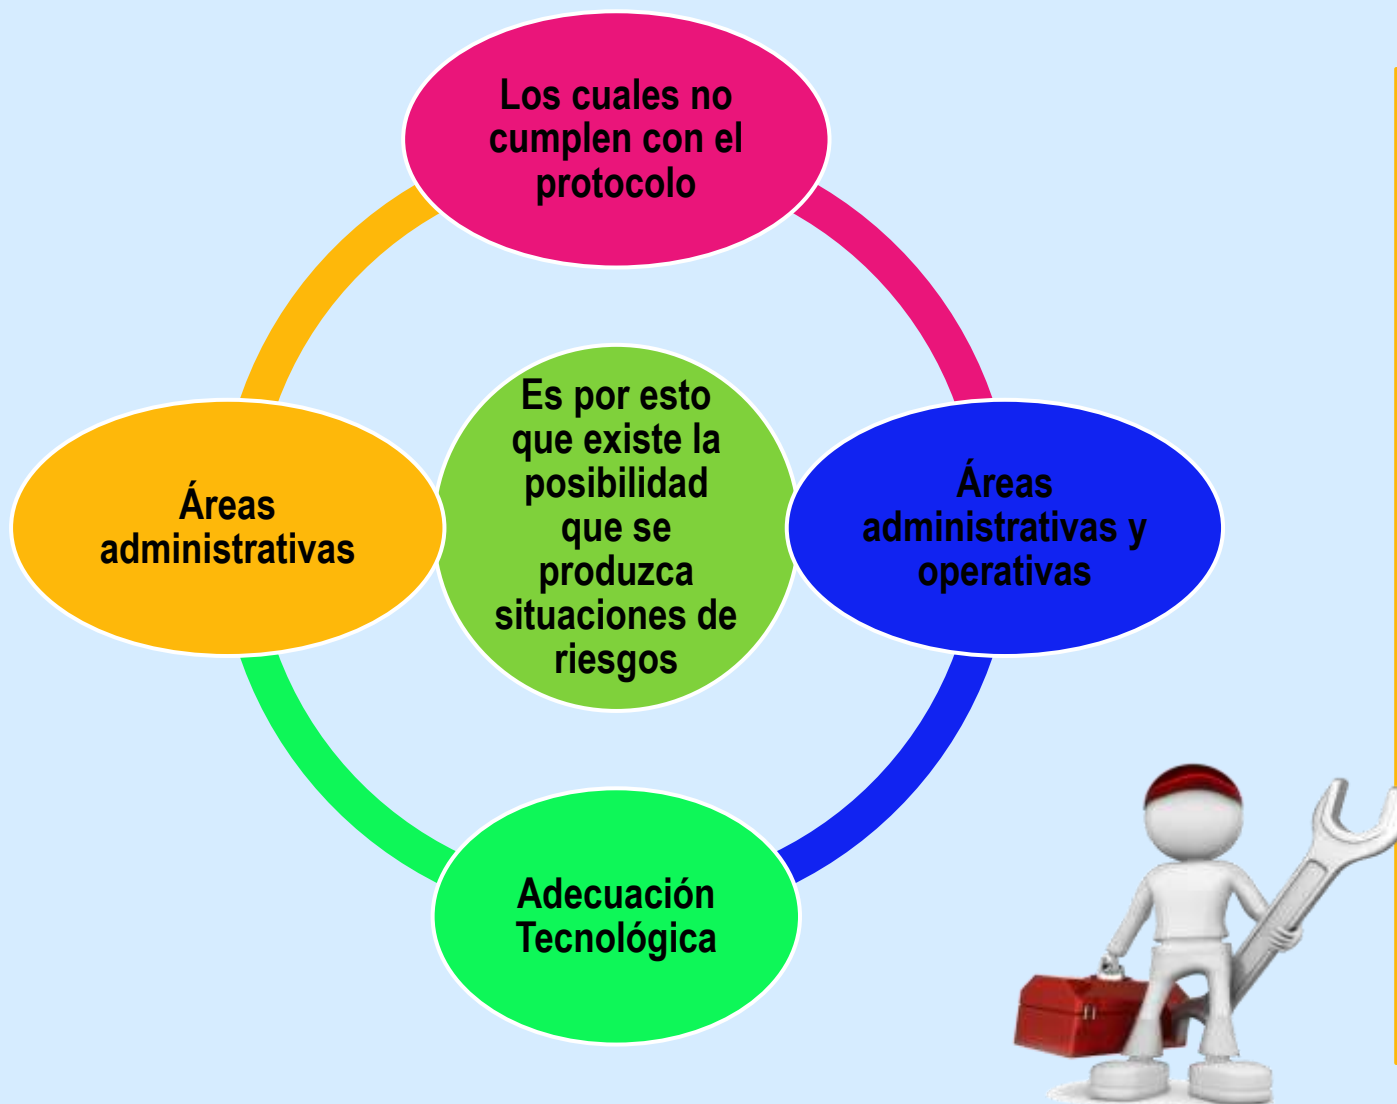 Los cuales no
cumplen con el
protocolo
Áreas
administrativas
Es por esto
que existe la
posibilidad
que se
produzca
situaciones de
riesgos
Áreas
administrativas y
operativas
Adecuación
Tecnológica